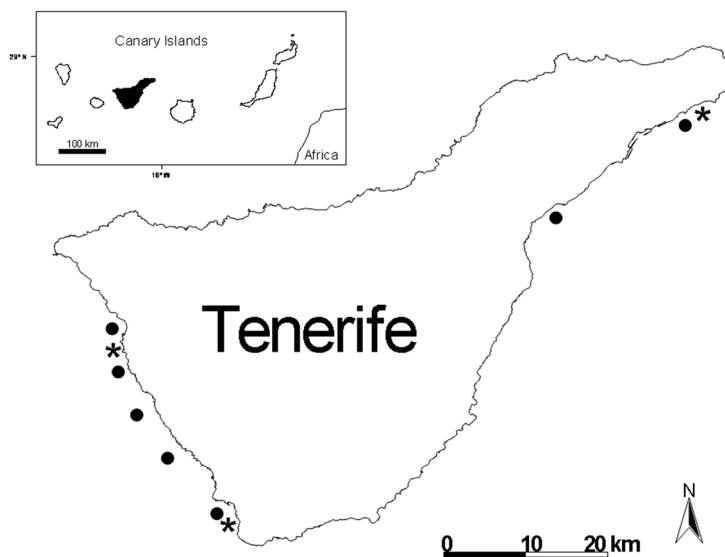 Canary Islands
29° N
100 km
16°W
Africa
Tenerife
N
0 10 20 km